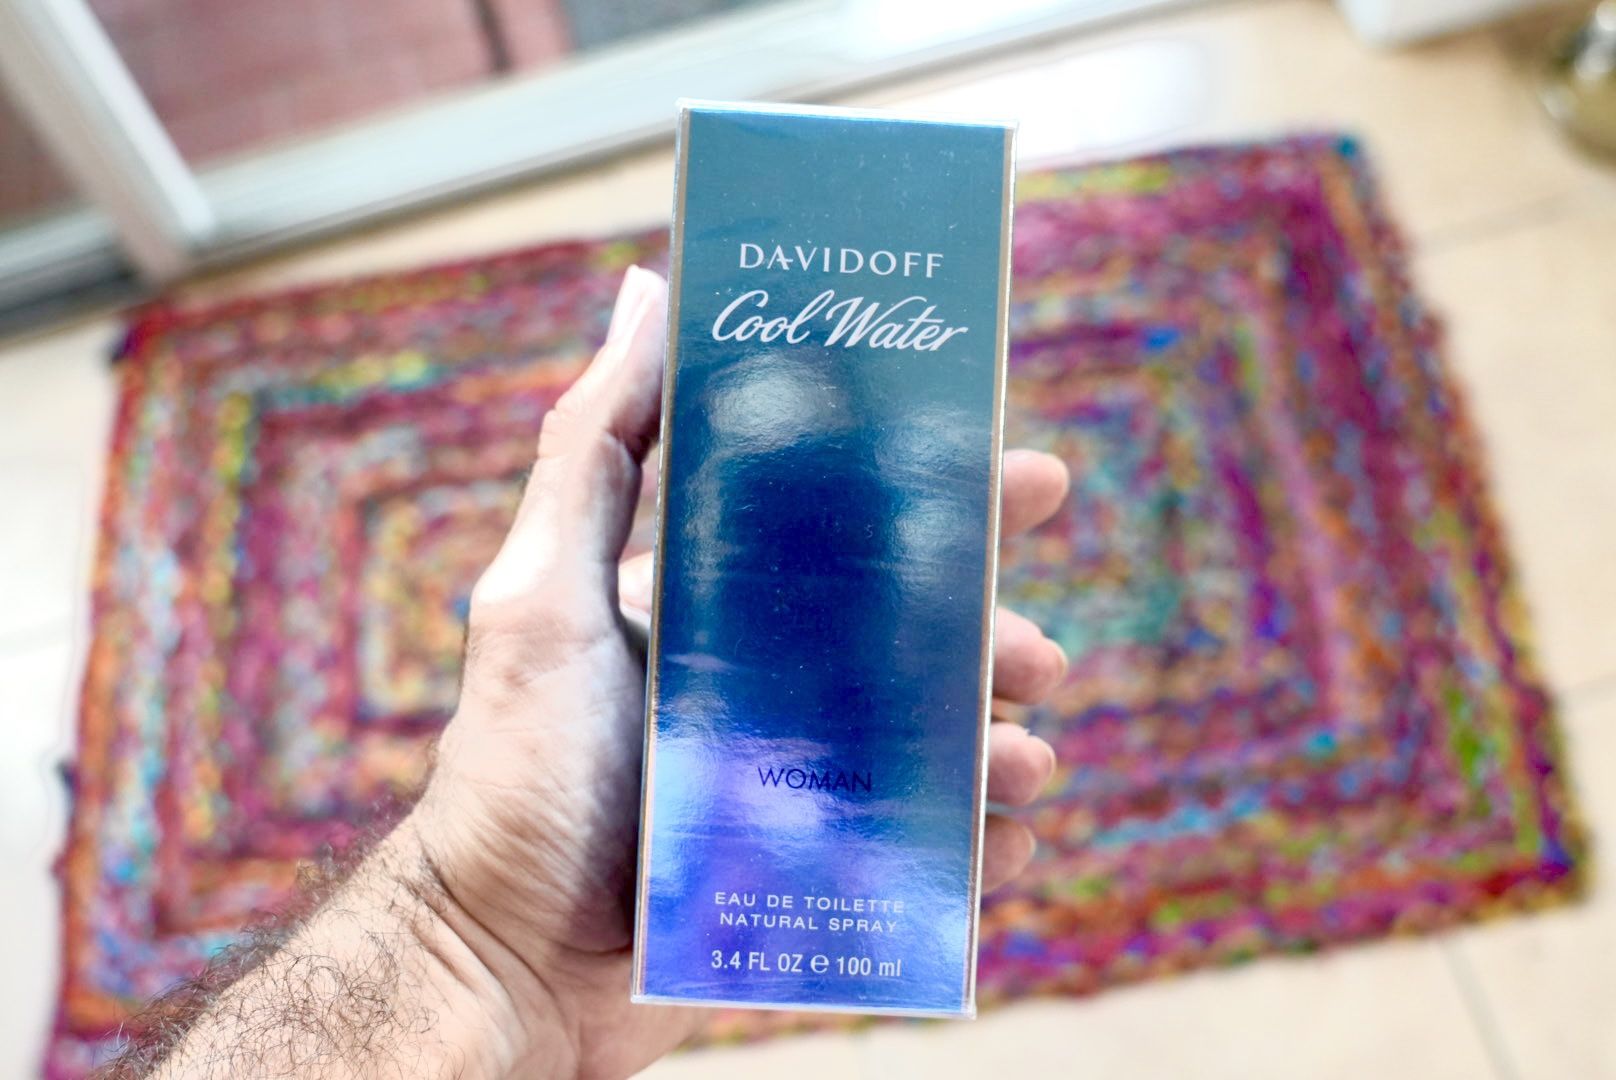 DAVIDOFF
Cool Water
WOMAN
EAU DE TOILETTE
NATURAL SPRAY
3.4 FL OZ ℮ 100 ml